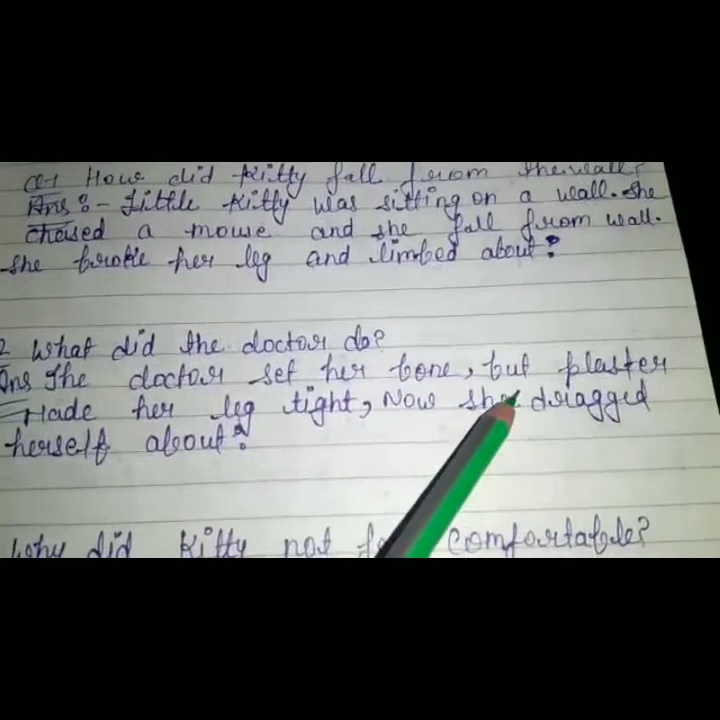 Q-1 How did Kitty fall from the wall?
Ans:- Little Kitty was sitting on a wall. She
chased a mouse and she fall from wall.
She broke her leg and limbed about?
2 What did the doctor do?
Ans The doctor set her bone, but plaster
Made her leg tight, Now she dragged
herself about?
Why did Kitty not comfortable?